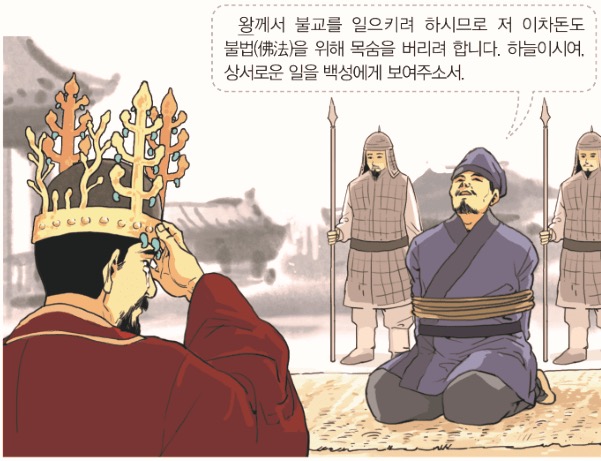 왕께서 불교를 일으키려 하시므로 저 이차돈도
불법(佛法)을 위해 목숨을 버리려 합니다. 하늘이시여,
상서로운 일을 백성에게 보여주소서.